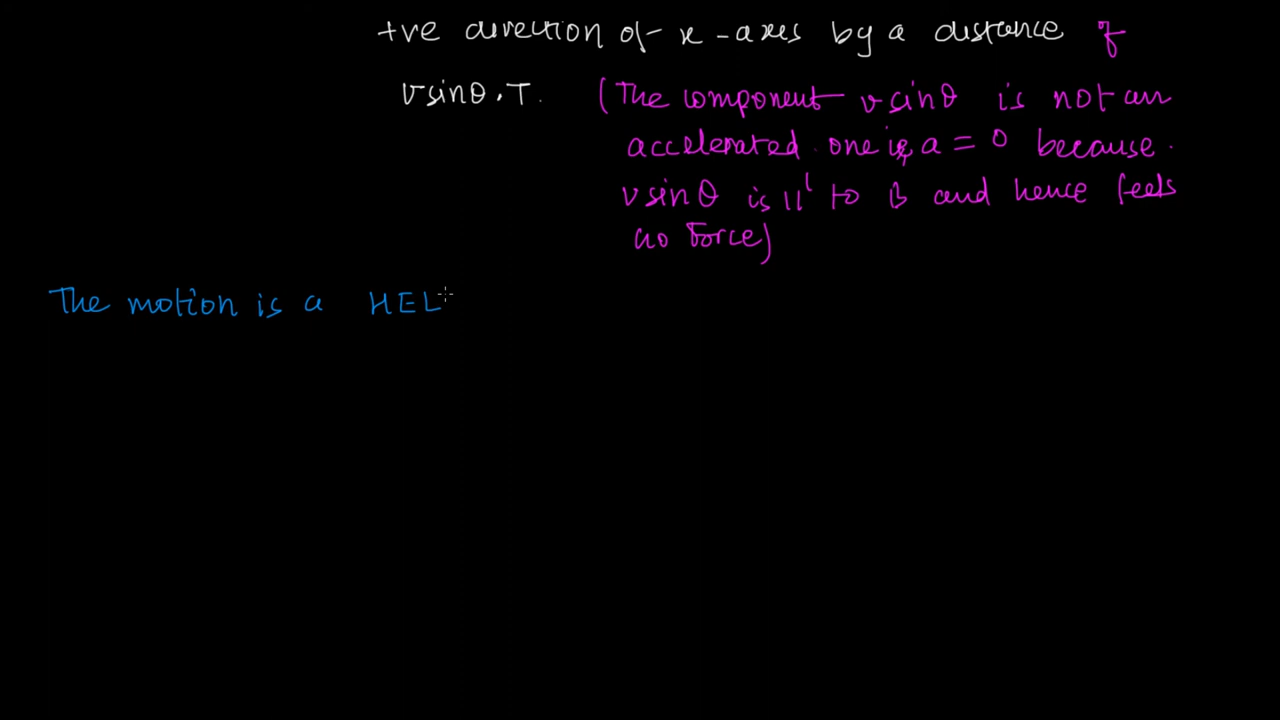 +ve direction of x-axes by a distance of
vsinθ.T. (The component vsinθ is not an
accelerated one ie, a = 0 because.
vsinθ is ||l to B and hence feels
no Force)
The motion is a HEL